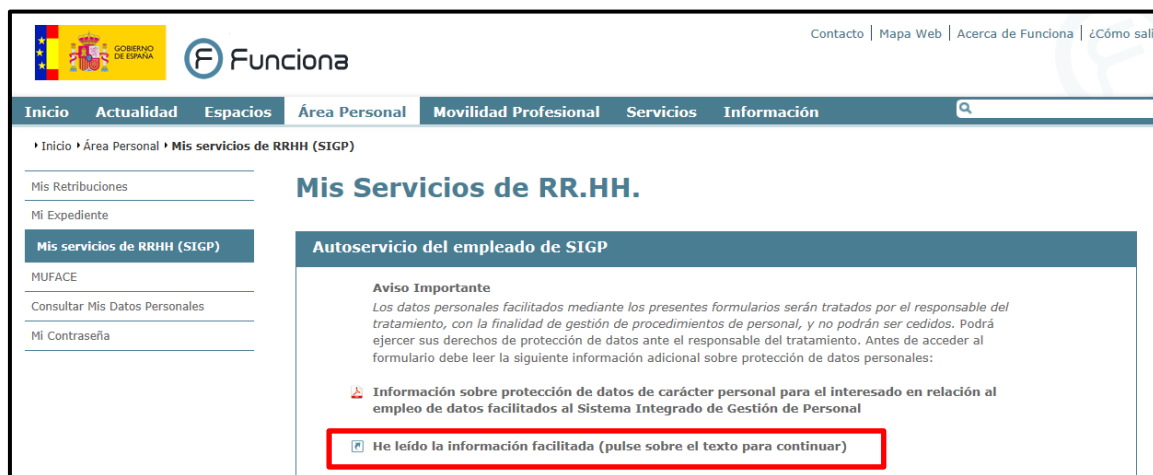 GOBIERNO
DE ESPAÑA
Funciona
Contacto | Mapa Web | Acerca de Funciona | ¿Cómo sali
Inicio Actualidad Espacios Área Personal Movilidad Profesional Servicios Información
Inicio Área Personal Mis servicios de RRHH (SIGP)
Mis Retribuciones
Mi Expediente
Mis servicios de RRHH (SIGP)
MUFACE
Consultar Mis Datos Personales
Mi Contraseña
Mis Servicios de RR.HH.
Autoservicio del empleado de SIGP
Aviso Importante
Los datos personales facilitados mediante los presentes formularios serán tratados por el responsable del
tratamiento, con la finalidad de gestión de procedimientos de personal, y no podrán ser cedidos. Podrá
ejercer sus derechos de protección de datos ante el responsable del tratamiento. Antes de acceder al
formulario debe leer la siguiente información adicional sobre protección de datos personales:
Información sobre protección de datos de carácter personal para el interesado en relación al
empleo de datos facilitados al Sistema Integrado de Gestión de Personal
He leído la información facilitada (pulse sobre el texto para continuar)